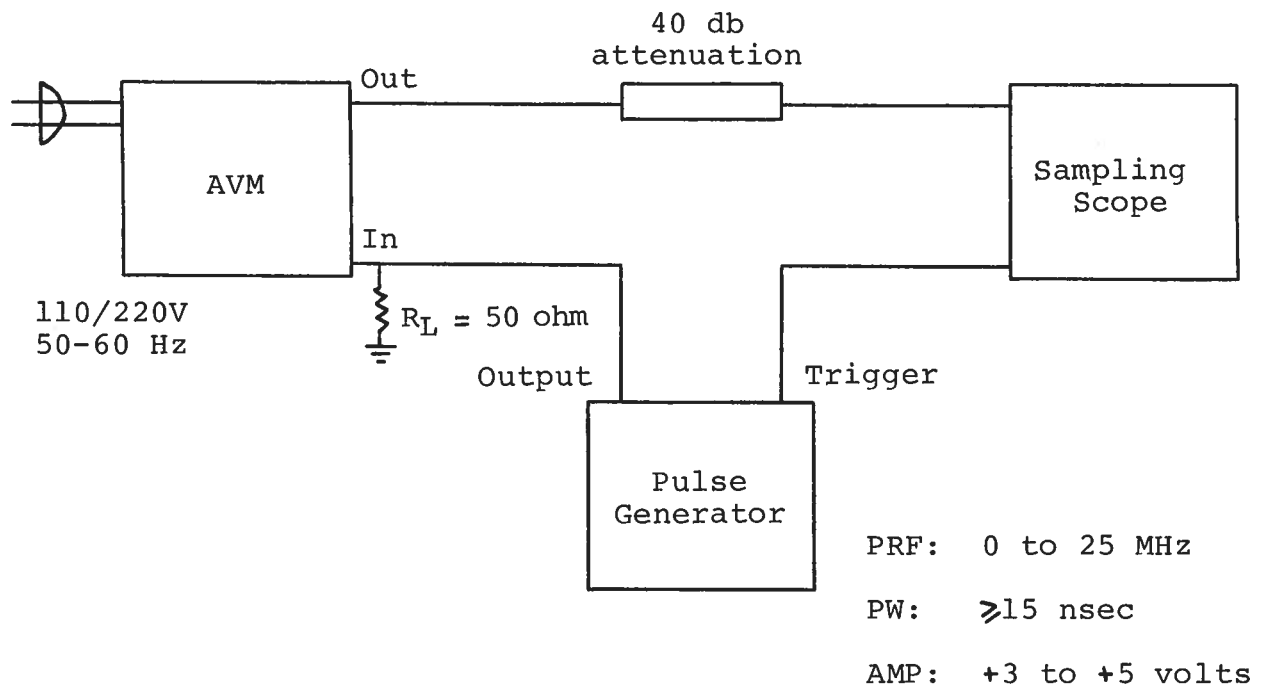 40 db
attenuation
Out
AVM
Sampling
Scope
In
110/220V
50-60 Hz
R_L = 50 ohm
Output
Trigger
Pulse
Generator
PRF: 0 to 25 MHz
PW: ⩾15 nsec
AMP: +3 to +5 volts